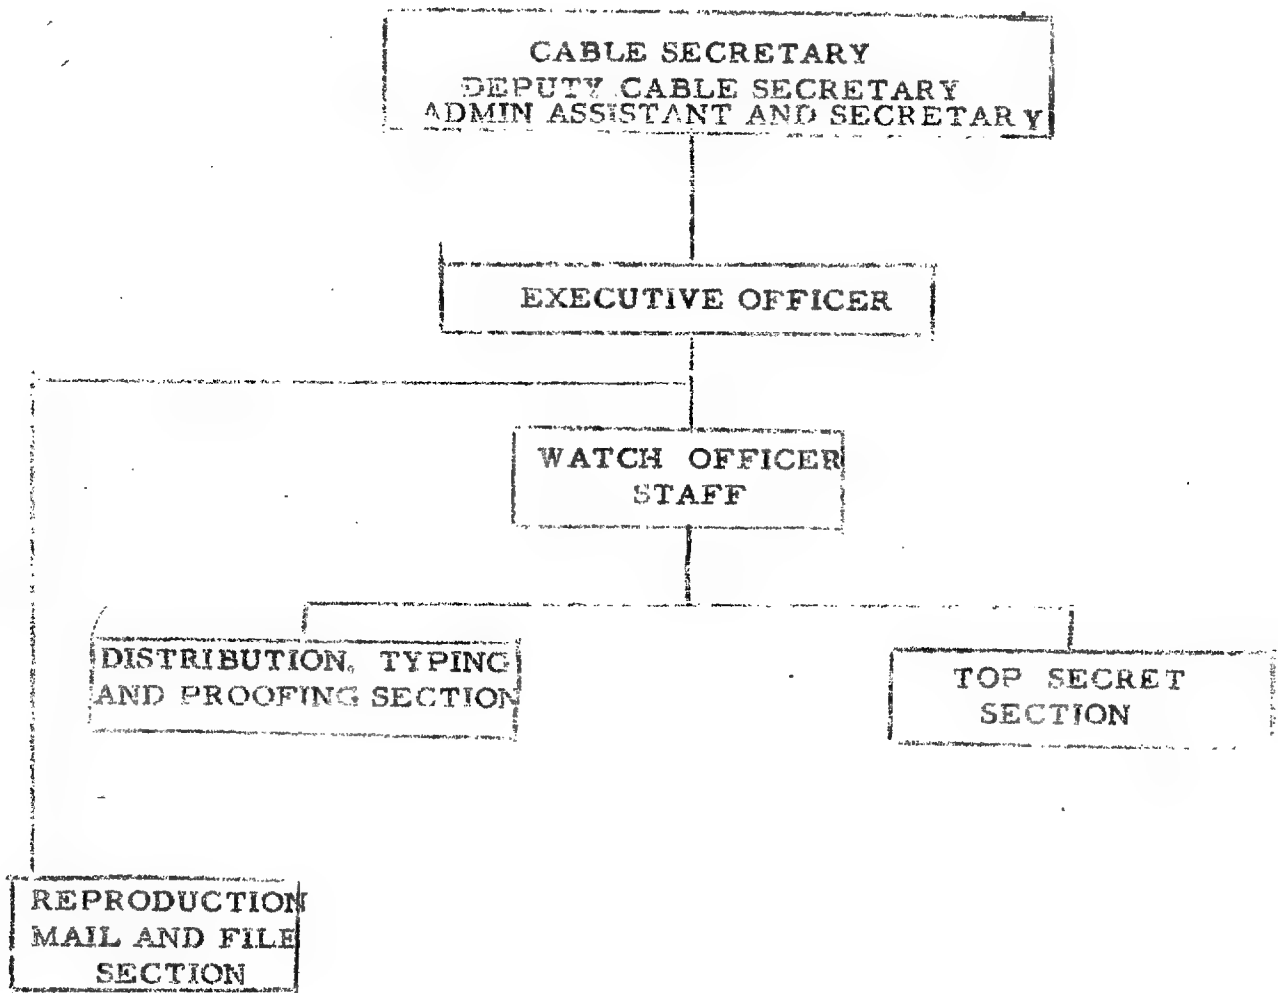 CABLE SECRETARY
DEPUTY CABLE SECRETARY
ADMIN ASSISTANT AND SECRETARY
EXECUTIVE OFFICER
WATCH OFFICER
STAFF
DISTRIBUTION, TYPING
AND PROOFING SECTION
TOP SECRET
SECTION
REPRODUCTION
MAIL AND FILE
SECTION